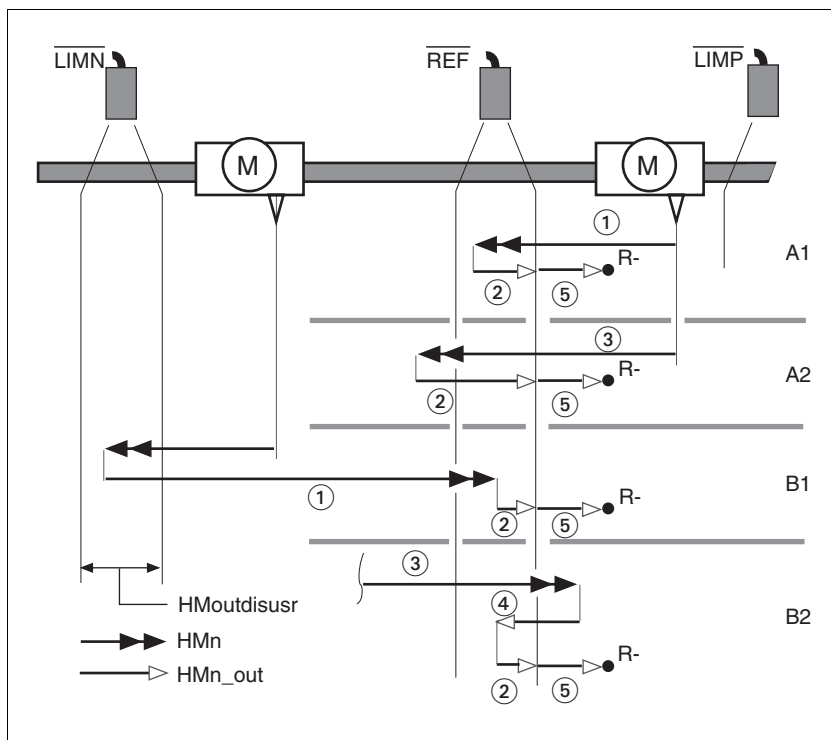 LIMN REF LIMP
M M
1
R- A1
2 5
3
R- A2
2 5
1 R- B1
2 5
3
4
HMoutdisusr B2
HMn R-
HMn_out 2 5